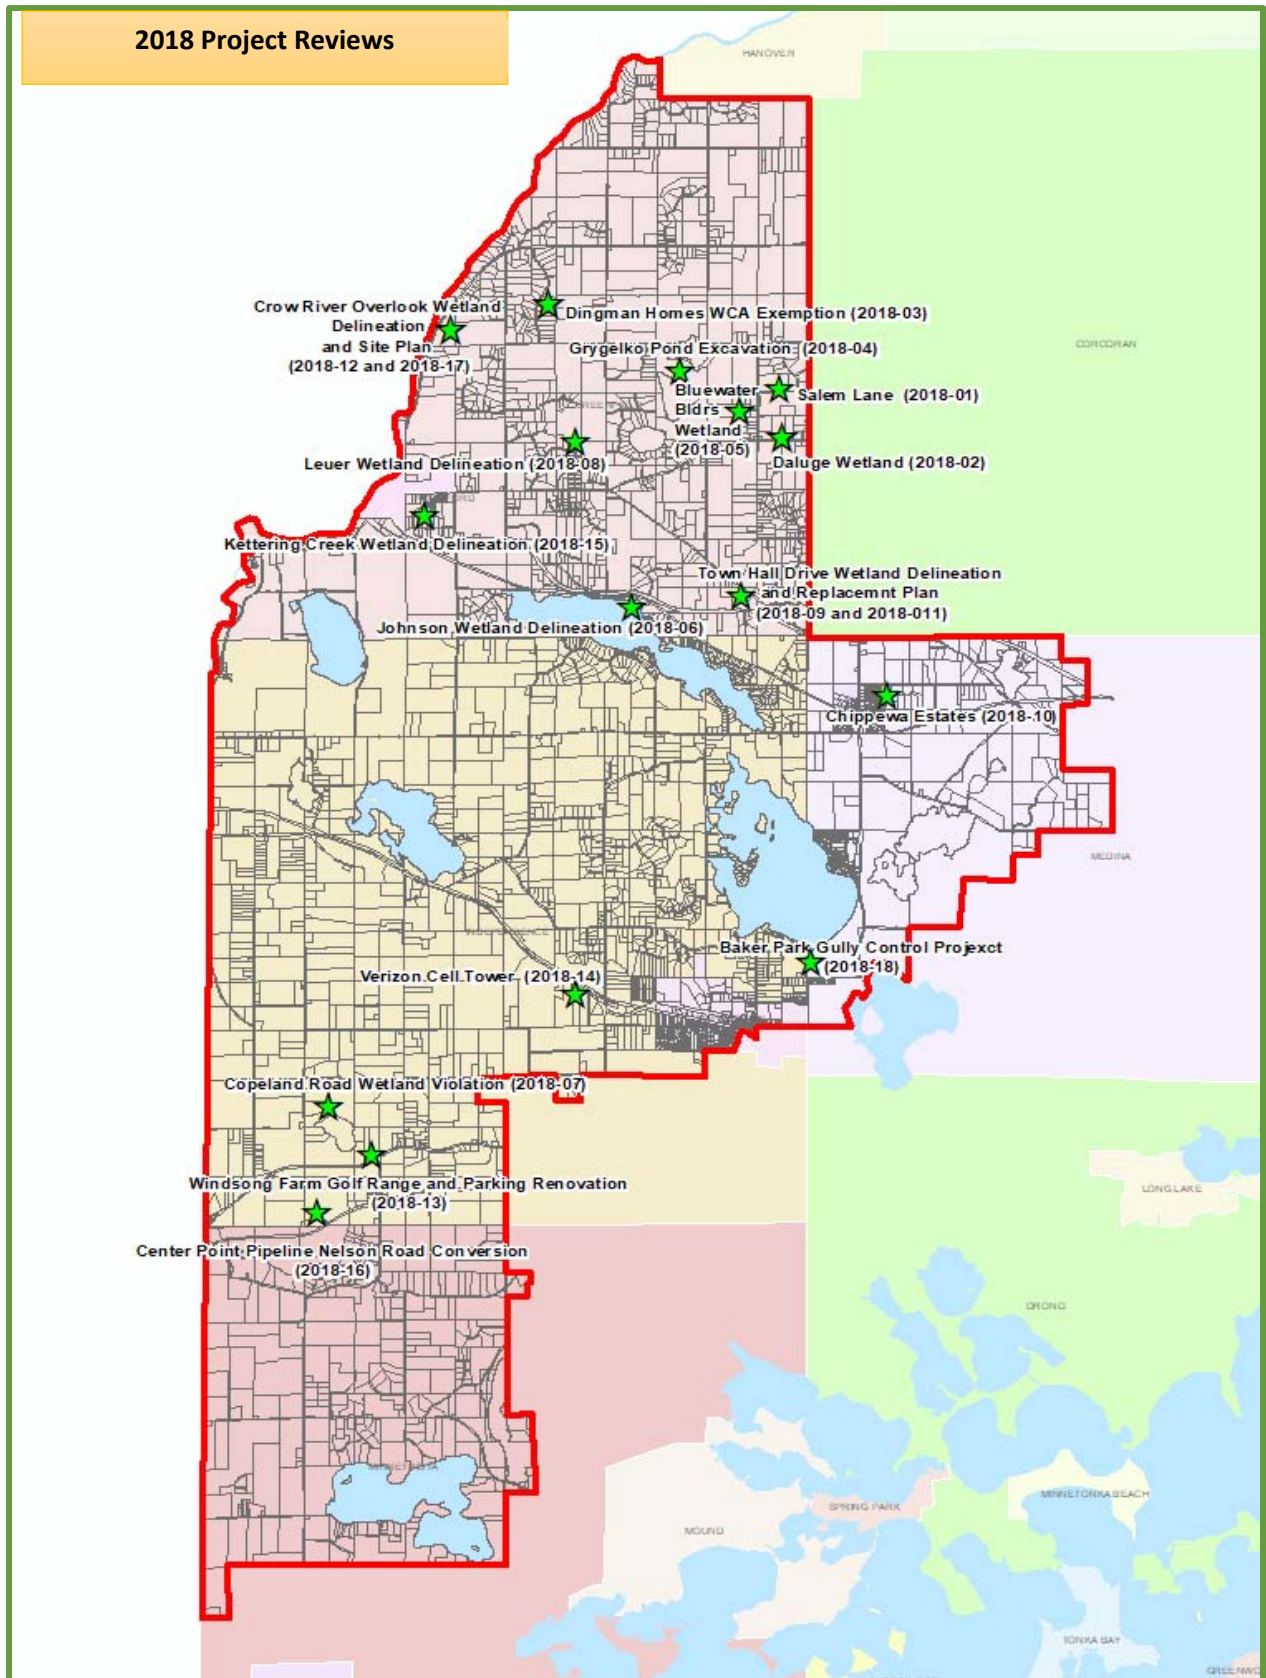 2018 Project Reviews
HANOVER
Crow River Overlook Wetland
Delineation
and Site Plan
(2018-12 and 2018-17)
Dingman Homes WCA Exemption (2018-03)
Grygelko Pond Excavation (2018-04)
CORCORAN
Bluewater
Bldrs
Wetland
(2018-05)
Salem Lane (2018-01)
Leuer Wetland Delineation (2018-08)
Daluge Wetland (2018-02)
Kettering Creek Wetland Delineation (2018-15)
Town Hall Drive Wetland Delineation
and Replacemnt Plan
(2018-09 and 2018-011)
Johnson Wetland Delineation (2018-06)
Chippewa Estates (2018-10)
MEDINA
INDEPENDENCE
Baker Park Gully Control Projexct
(2018-18)
Verizon Cell Tower (2018-14)
Copeland Road Wetland Violation (2018-07)
Windsong Farm Golf Range and Parking Renovation
(2018-13)
LONG LAKE
Center Point Pipeline Nelson Road Conversion
(2018-16)
ORONO
MINNETRISTA
SPRING PARK
MINNETONKA BEACH
MOUND
TONKA BAY